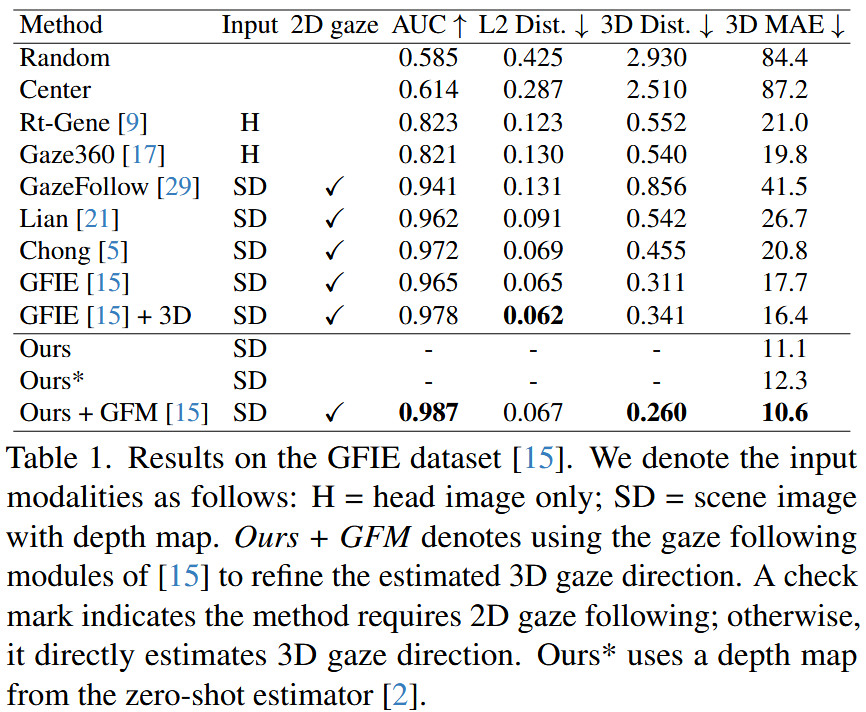 Method Input 2D gaze AUC ↑ L2 Dist. ↓ 3D Dist. ↓ 3D MAE ↓
Random 0.585 0.425 2.930 84.4
Center 0.614 0.287 2.510 87.2
Rt-Gene [9] H 0.823 0.123 0.552 21.0
Gaze360 [17] H 0.821 0.130 0.540 19.8
GazeFollow [29] SD ✓ 0.941 0.131 0.856 41.5
Lian [21] SD ✓ 0.962 0.091 0.542 26.7
Chong [5] SD ✓ 0.972 0.069 0.455 20.8
GFIE [15] SD ✓ 0.965 0.065 0.311 17.7
GFIE [15] + 3D SD ✓ 0.978 0.062 0.341 16.4
Ours SD - - - 11.1
Ours* SD - - - 12.3
Ours + GFM [15] SD ✓ 0.987 0.067 0.260 10.6
Table 1. Results on the GFIE dataset [15]. We denote the input
modalities as follows: H = head image only; SD = scene image
with depth map. Ours + GFM denotes using the gaze following
modules of [15] to refine the estimated 3D gaze direction. A check
mark indicates the method requires 2D gaze following; otherwise,
it directly estimates 3D gaze direction. Ours* uses a depth map
from the zero-shot estimator [2].